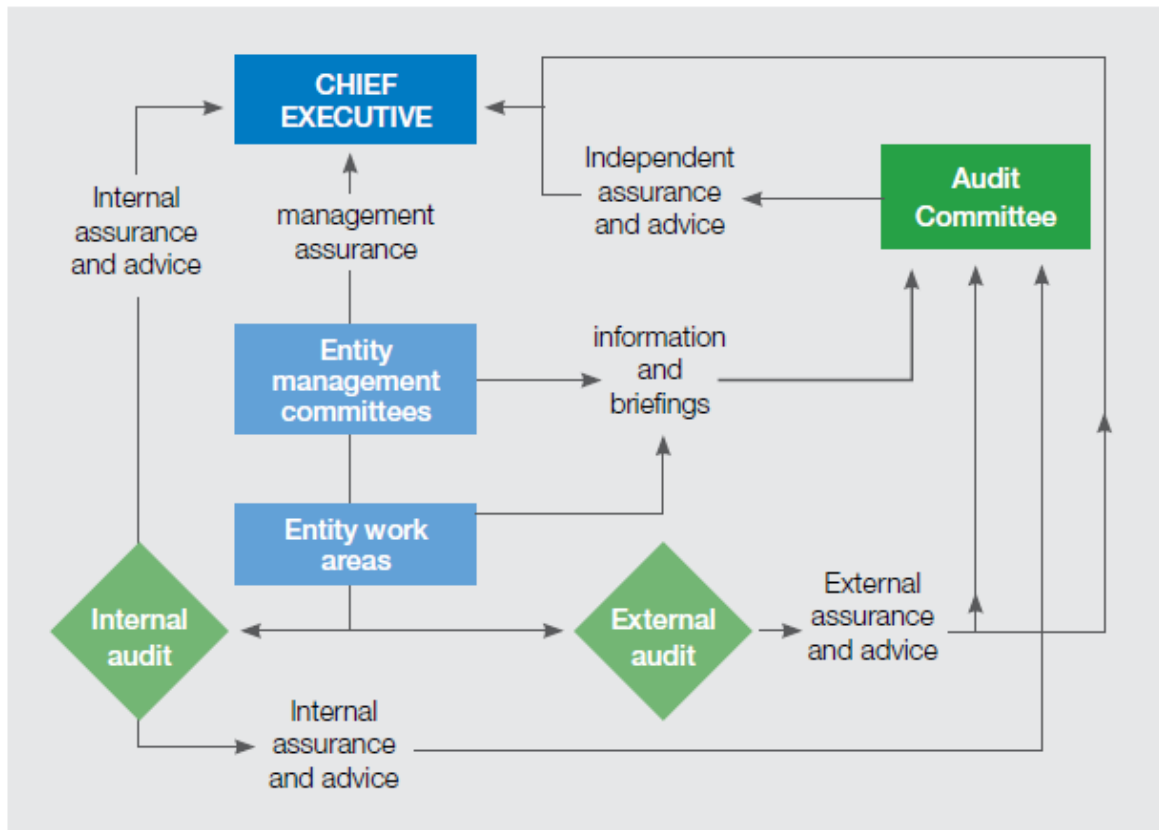 CHIEF
EXECUTIVE
Internal
assurance
and advice
management
assurance
Independent
assurance
and advice
Audit
Committee
Entity
management
committees
information
and
briefings
Entity work
areas
Internal
audit
External
audit
External
assurance
and advice
Internal
assurance
and advice